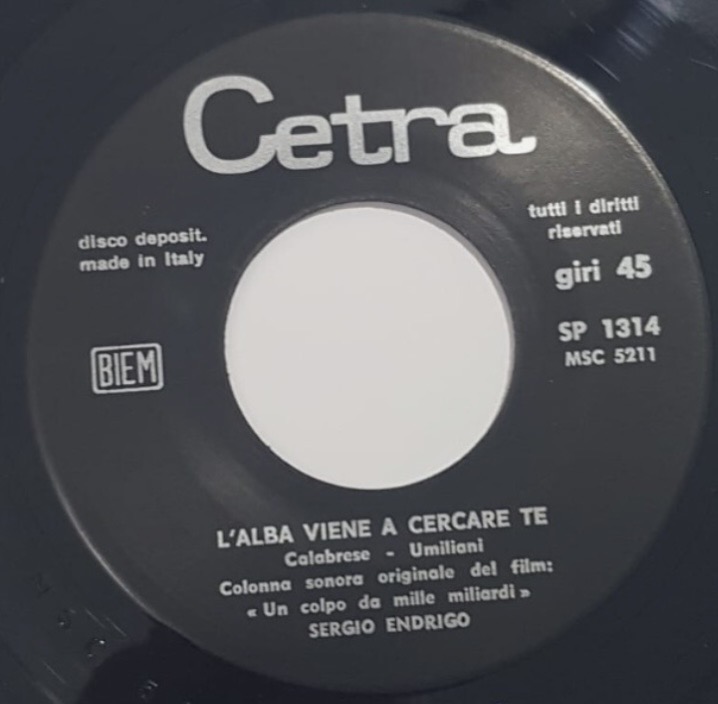 Cetra
disco deposit.
made in Italy
BIEM
tutti i diritti
riservati
giri 45
SP 1314
MSC 5211
L'ALBA VIENE A CERCARE TE
Calabrese - Umiliani
Colonna sonora originale del film:
« Un colpo da mille miliardi »
SERGIO ENDRIGO